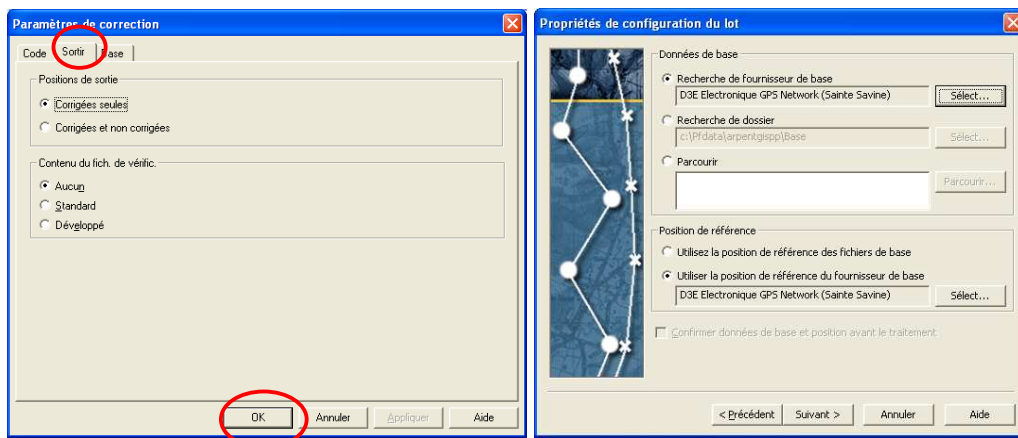 Paramètres de correction
Code Sortir Base
Positions de sortie
Corrigées seules
Corrigées et non corrigées
Contenu du fich. de vérific.
Aucun
Standard
Développé
OK Annuler Appliquer Aide
Propriétés de configuration du lot
Données de base
Recherche de fournisseur de base
D3E Electronique GPS Network (Sainte Savine) Sélect...
Recherche de dossier
c:\Pfdata\arpentgispp\Base Sélect...
Parcourir
Parcourir...
Position de référence
Utilisez la position de référence des fichiers de base
Utiliser la position de référence du fournisseur de base
D3E Electronique GPS Network (Sainte Savine) Sélect...
Confirmer données de base et position avant le traitement
< Précédent Suivant > Annuler Aide